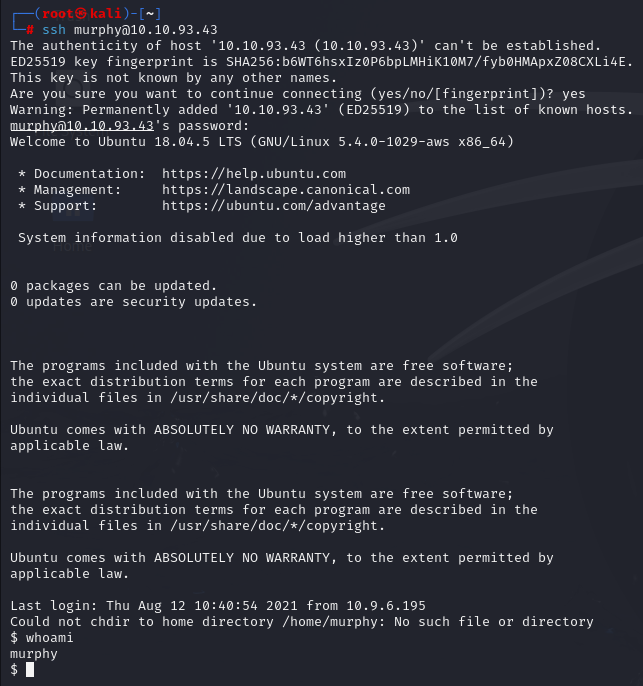 ┌──(root㉿kali)-[~]
└─# ssh murphy@10.10.93.43
The authenticity of host '10.10.93.43 (10.10.93.43)' can't be established.
ED25519 key fingerprint is SHA256:b6WT6hsxIz0P6bpLMHiK10M7/fyb0HMApxZ08CXLi4E.
This key is not known by any other names.
Are you sure you want to continue connecting (yes/no/[fingerprint])? yes
Warning: Permanently added '10.10.93.43' (ED25519) to the list of known hosts.
murphy@10.10.93.43's password:
Welcome to Ubuntu 18.04.5 LTS (GNU/Linux 5.4.0-1029-aws x86_64)
* Documentation:  https://help.ubuntu.com
* Management:     https://landscape.canonical.com
* Support:        https://ubuntu.com/advantage
System information disabled due to load higher than 1.0
0 packages can be updated.
0 updates are security updates.
The programs included with the Ubuntu system are free software;
the exact distribution terms for each program are described in the
individual files in /usr/share/doc/*/copyright.
Ubuntu comes with ABSOLUTELY NO WARRANTY, to the extent permitted by
applicable law.
The programs included with the Ubuntu system are free software;
the exact distribution terms for each program are described in the
individual files in /usr/share/doc/*/copyright.
Ubuntu comes with ABSOLUTELY NO WARRANTY, to the extent permitted by
applicable law.
Last login: Thu Aug 12 10:40:54 2021 from 10.9.6.195
Could not chdir to home directory /home/murphy: No such file or directory
$ whoami
murphy
$